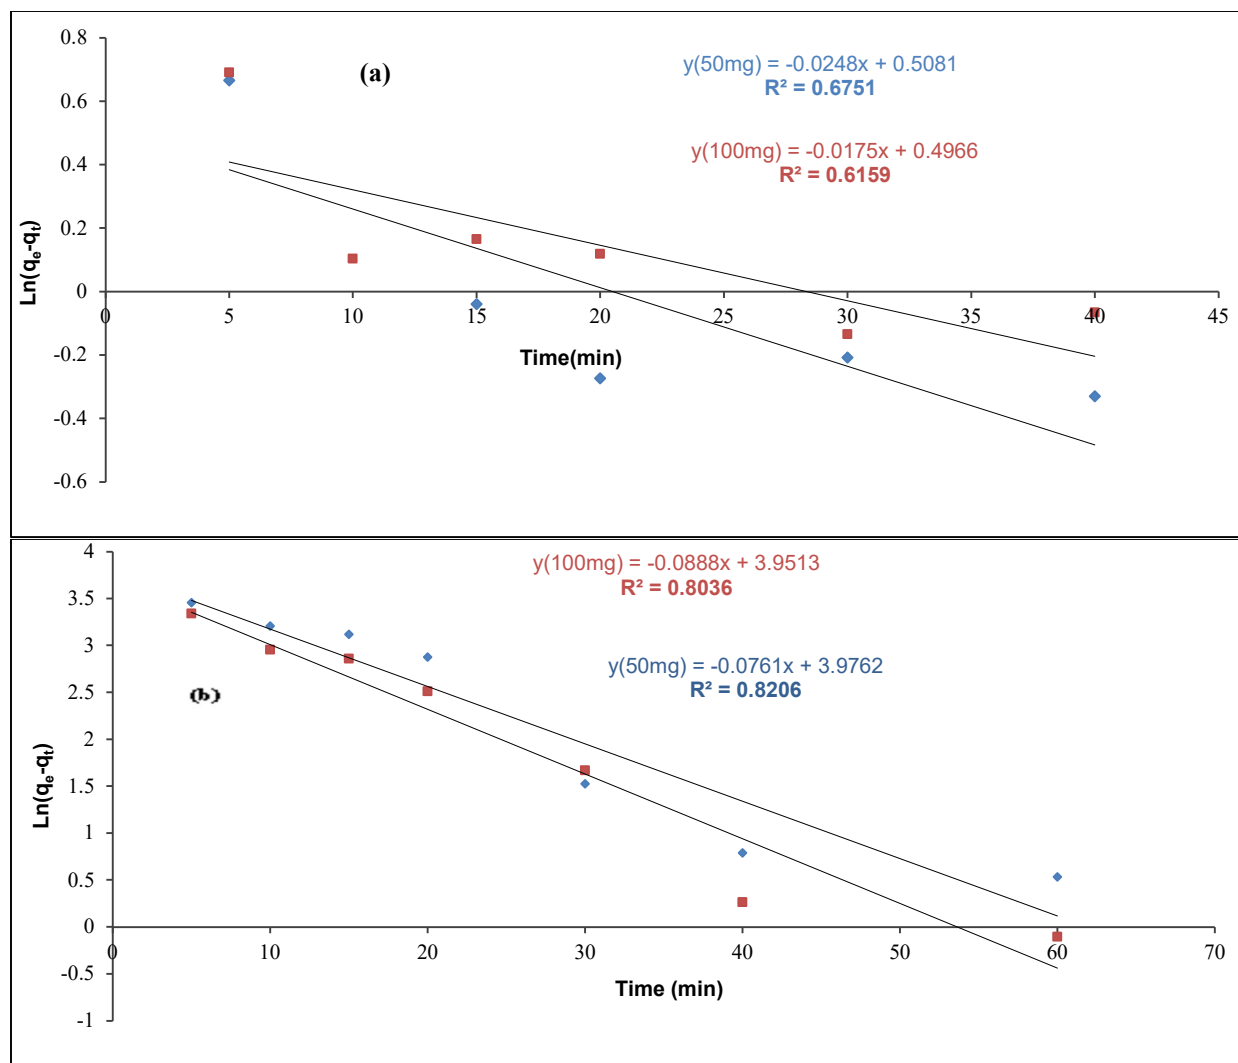 0.8
0.6
0.4
0.2
0
-0.2
-0.4
-0.6
0 5 10 15 20 25 30 35 40 45
Ln(qe-qt)
Time(min)
(a)
y(50mg) = -0.0248x + 0.5081
R² = 0.6751
y(100mg) = -0.0175x + 0.4966
R² = 0.6159
4
3.5
3
2.5
2
1.5
1
0.5
0
-0.5
-1
0 10 20 30 40 50 60 70
Ln(qe-qt)
Time (min)
(b)
y(100mg) = -0.0888x + 3.9513
R² = 0.8036
y(50mg) = -0.0761x + 3.9762
R² = 0.8206